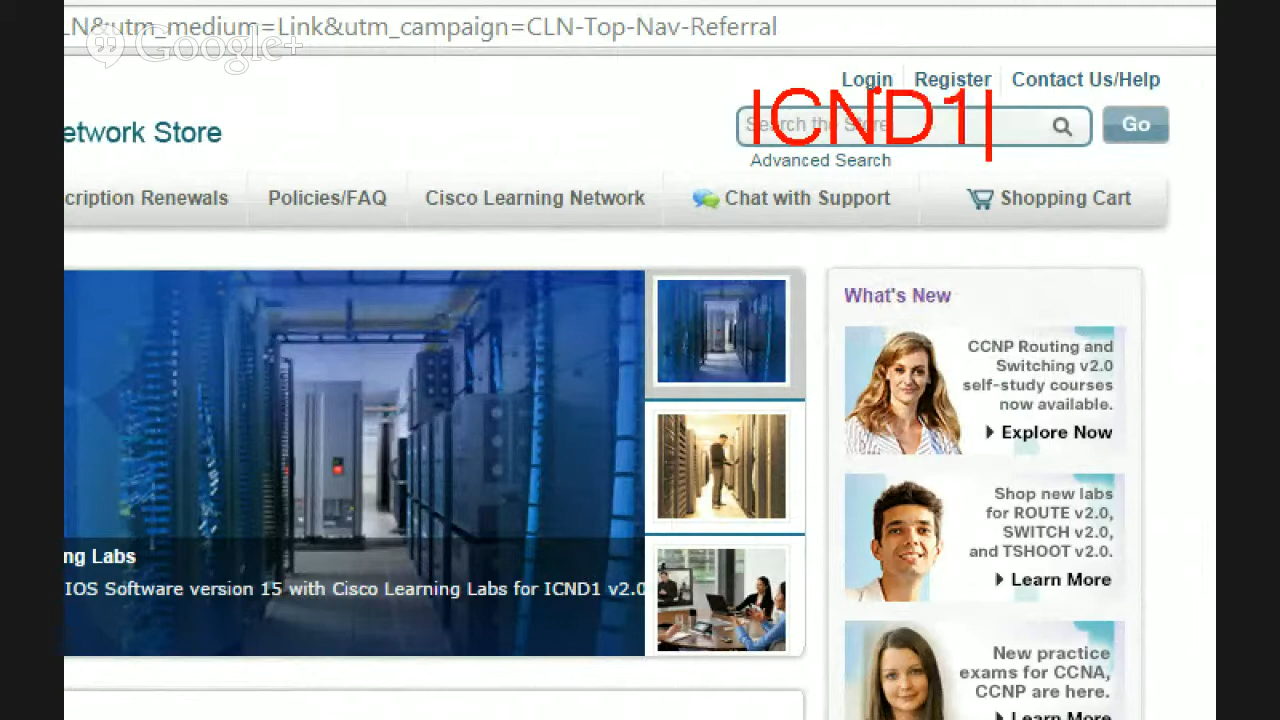 LN&utm_medium=Link&utm_campaign=CLN-Top-Nav-Referral
Google+
Login Register Contact Us/Help
etwork Store
Search the Store
ICND1|
Go
Advanced Search
cription Renewals Policies/FAQ Cisco Learning Network Chat with Support Shopping Cart
What's New
CCNP Routing and
Switching v2.0
self-study courses
now available.
Explore Now
Shop new labs
for ROUTE v2.0,
SWITCH v2.0,
and TSHOOT v2.0.
Learn More
New practice
exams for CCNA,
CCNP are here.
Learn More
ng Labs
IOS Software version 15 with Cisco Learning Labs for ICND1 v2.0